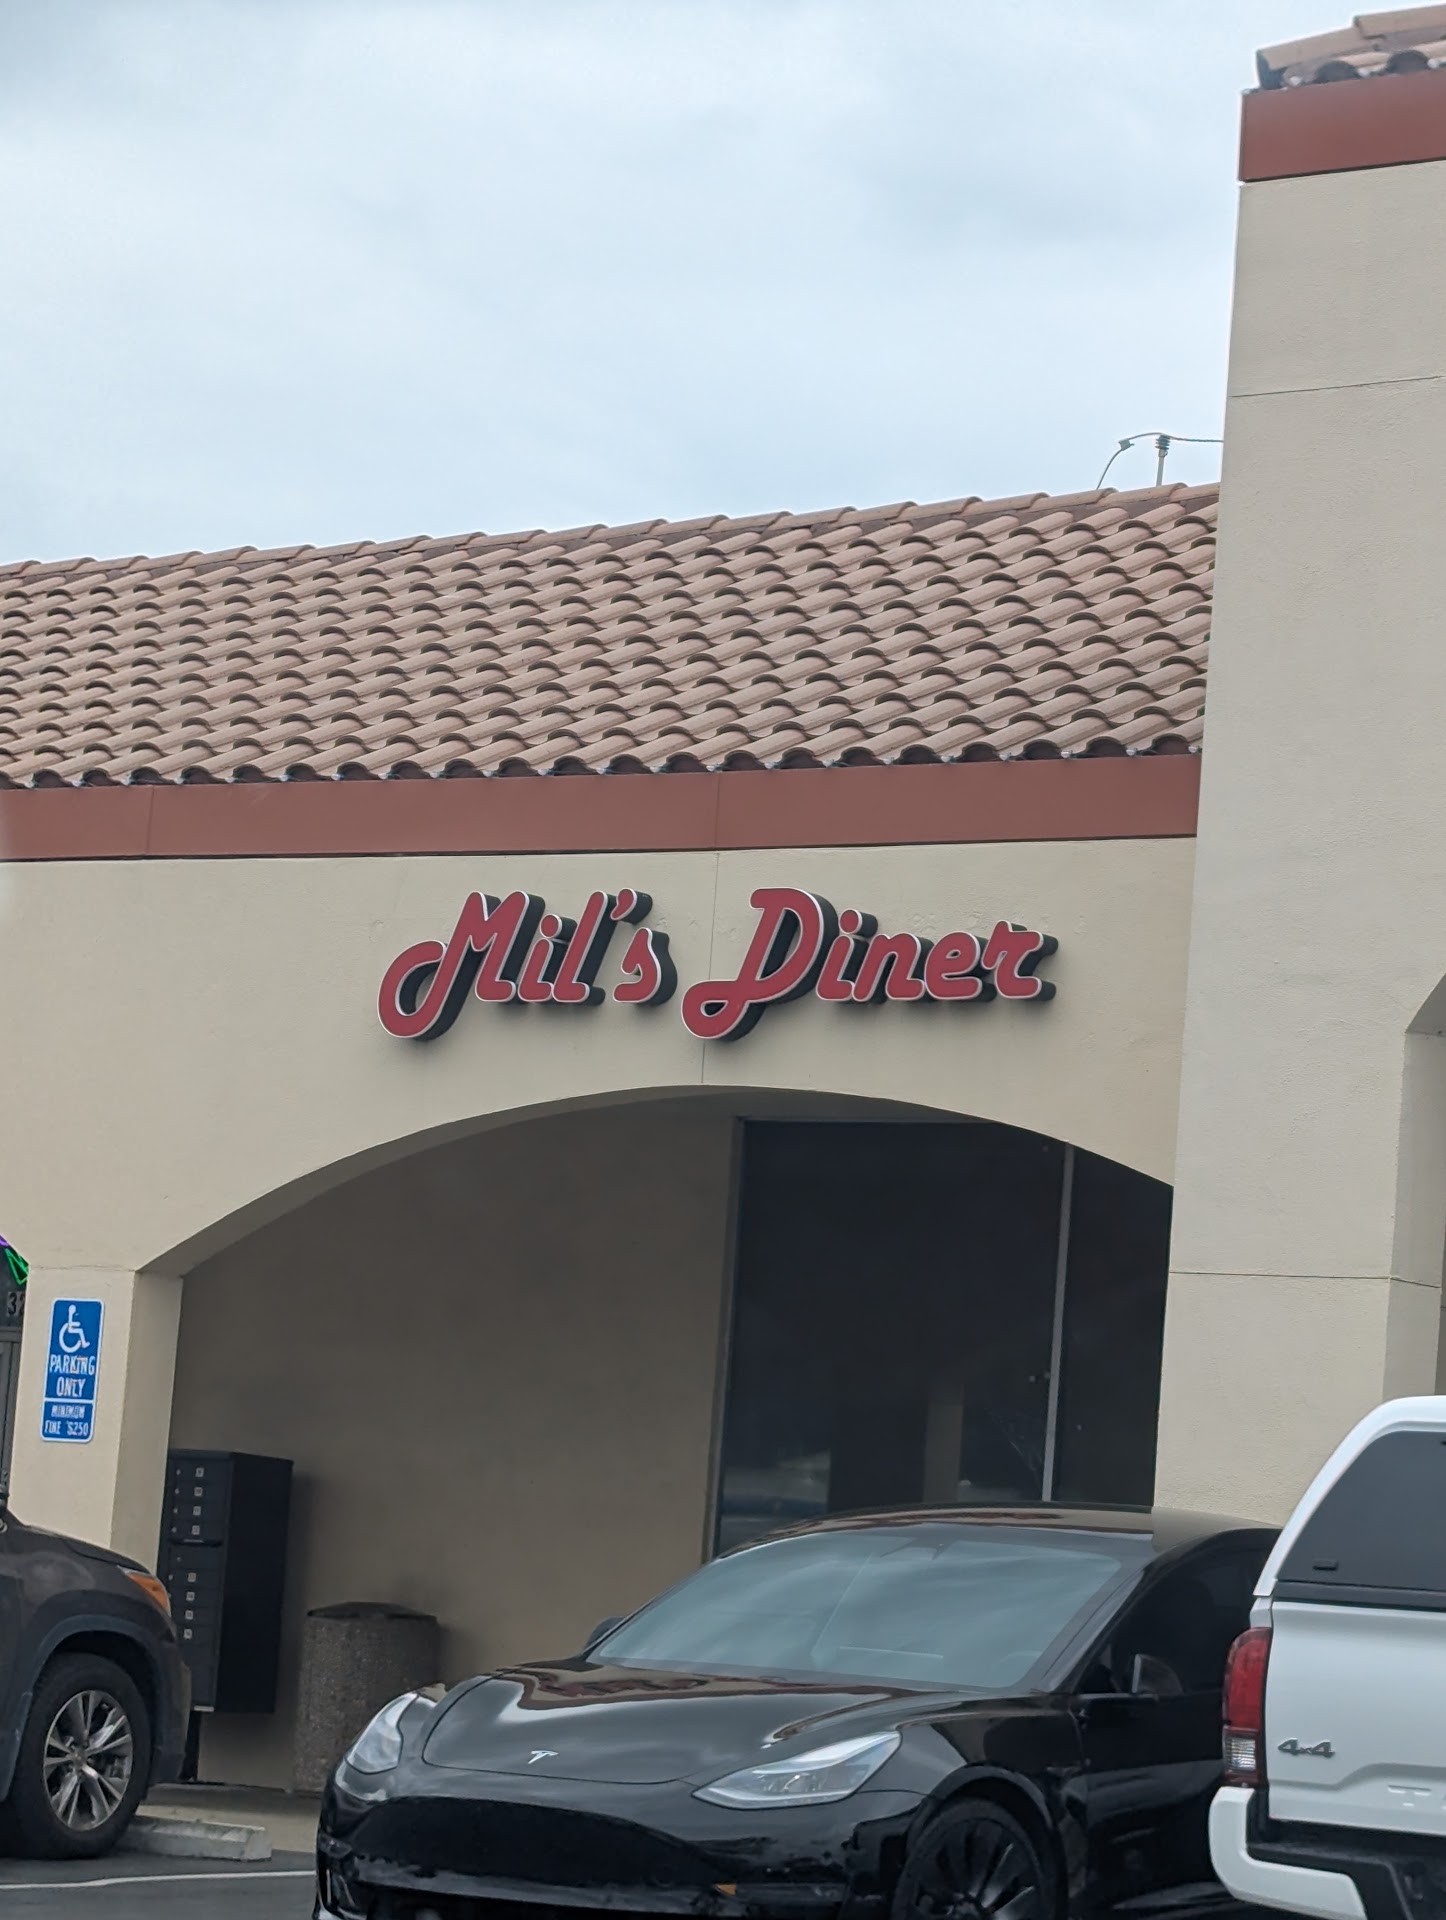 Mil's Diner
PARKING
ONLY
MINIMUM
FINE $250
4x4